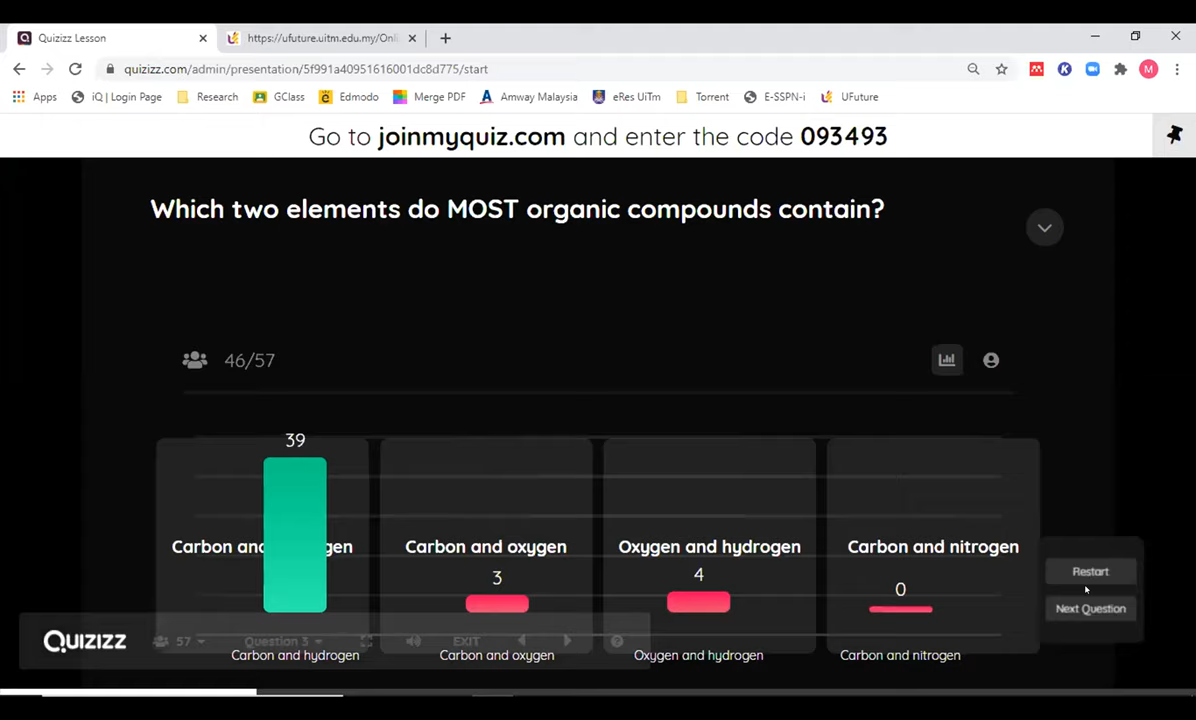 Quizizz Lesson
https://ufuture.uitm.edu.my/Onli
quizizz.com/admin/presentation/5f991a40951616001dc8d775/start
M
Apps iQ | Login Page Research GClass Edmodo Merge PDF Amway Malaysia eRes UiTm Torrent E-SSPN-i UFuture
Go to joinmyquiz.com and enter the code 093493
Which two elements do MOST organic compounds contain?
46/57
39
Carbon and gen Carbon and oxygen Oxygen and hydrogen Carbon and nitrogen
3 4 0
Restart
Next Question
Quizizz 57 Question 3 EXIT
Carbon and hydrogen Carbon and oxygen Oxygen and hydrogen Carbon and nitrogen